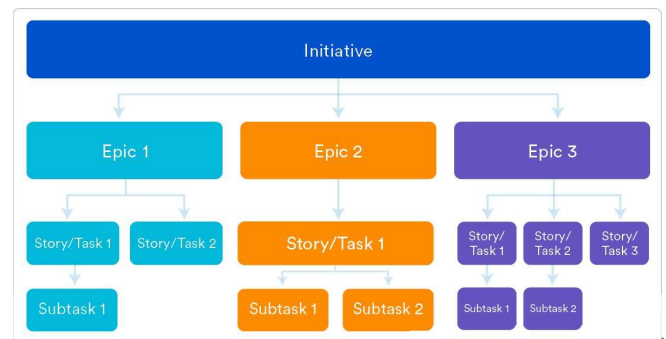 Initiative
Epic 1
Epic 2
Epic 3
Story/Task 1
Story/Task 2
Story/Task 1
Story/
Task 1
Story/
Task 2
Story/
Task 3
Subtask 1
Subtask 1
Subtask 2
Subtask 1
Subtask 2